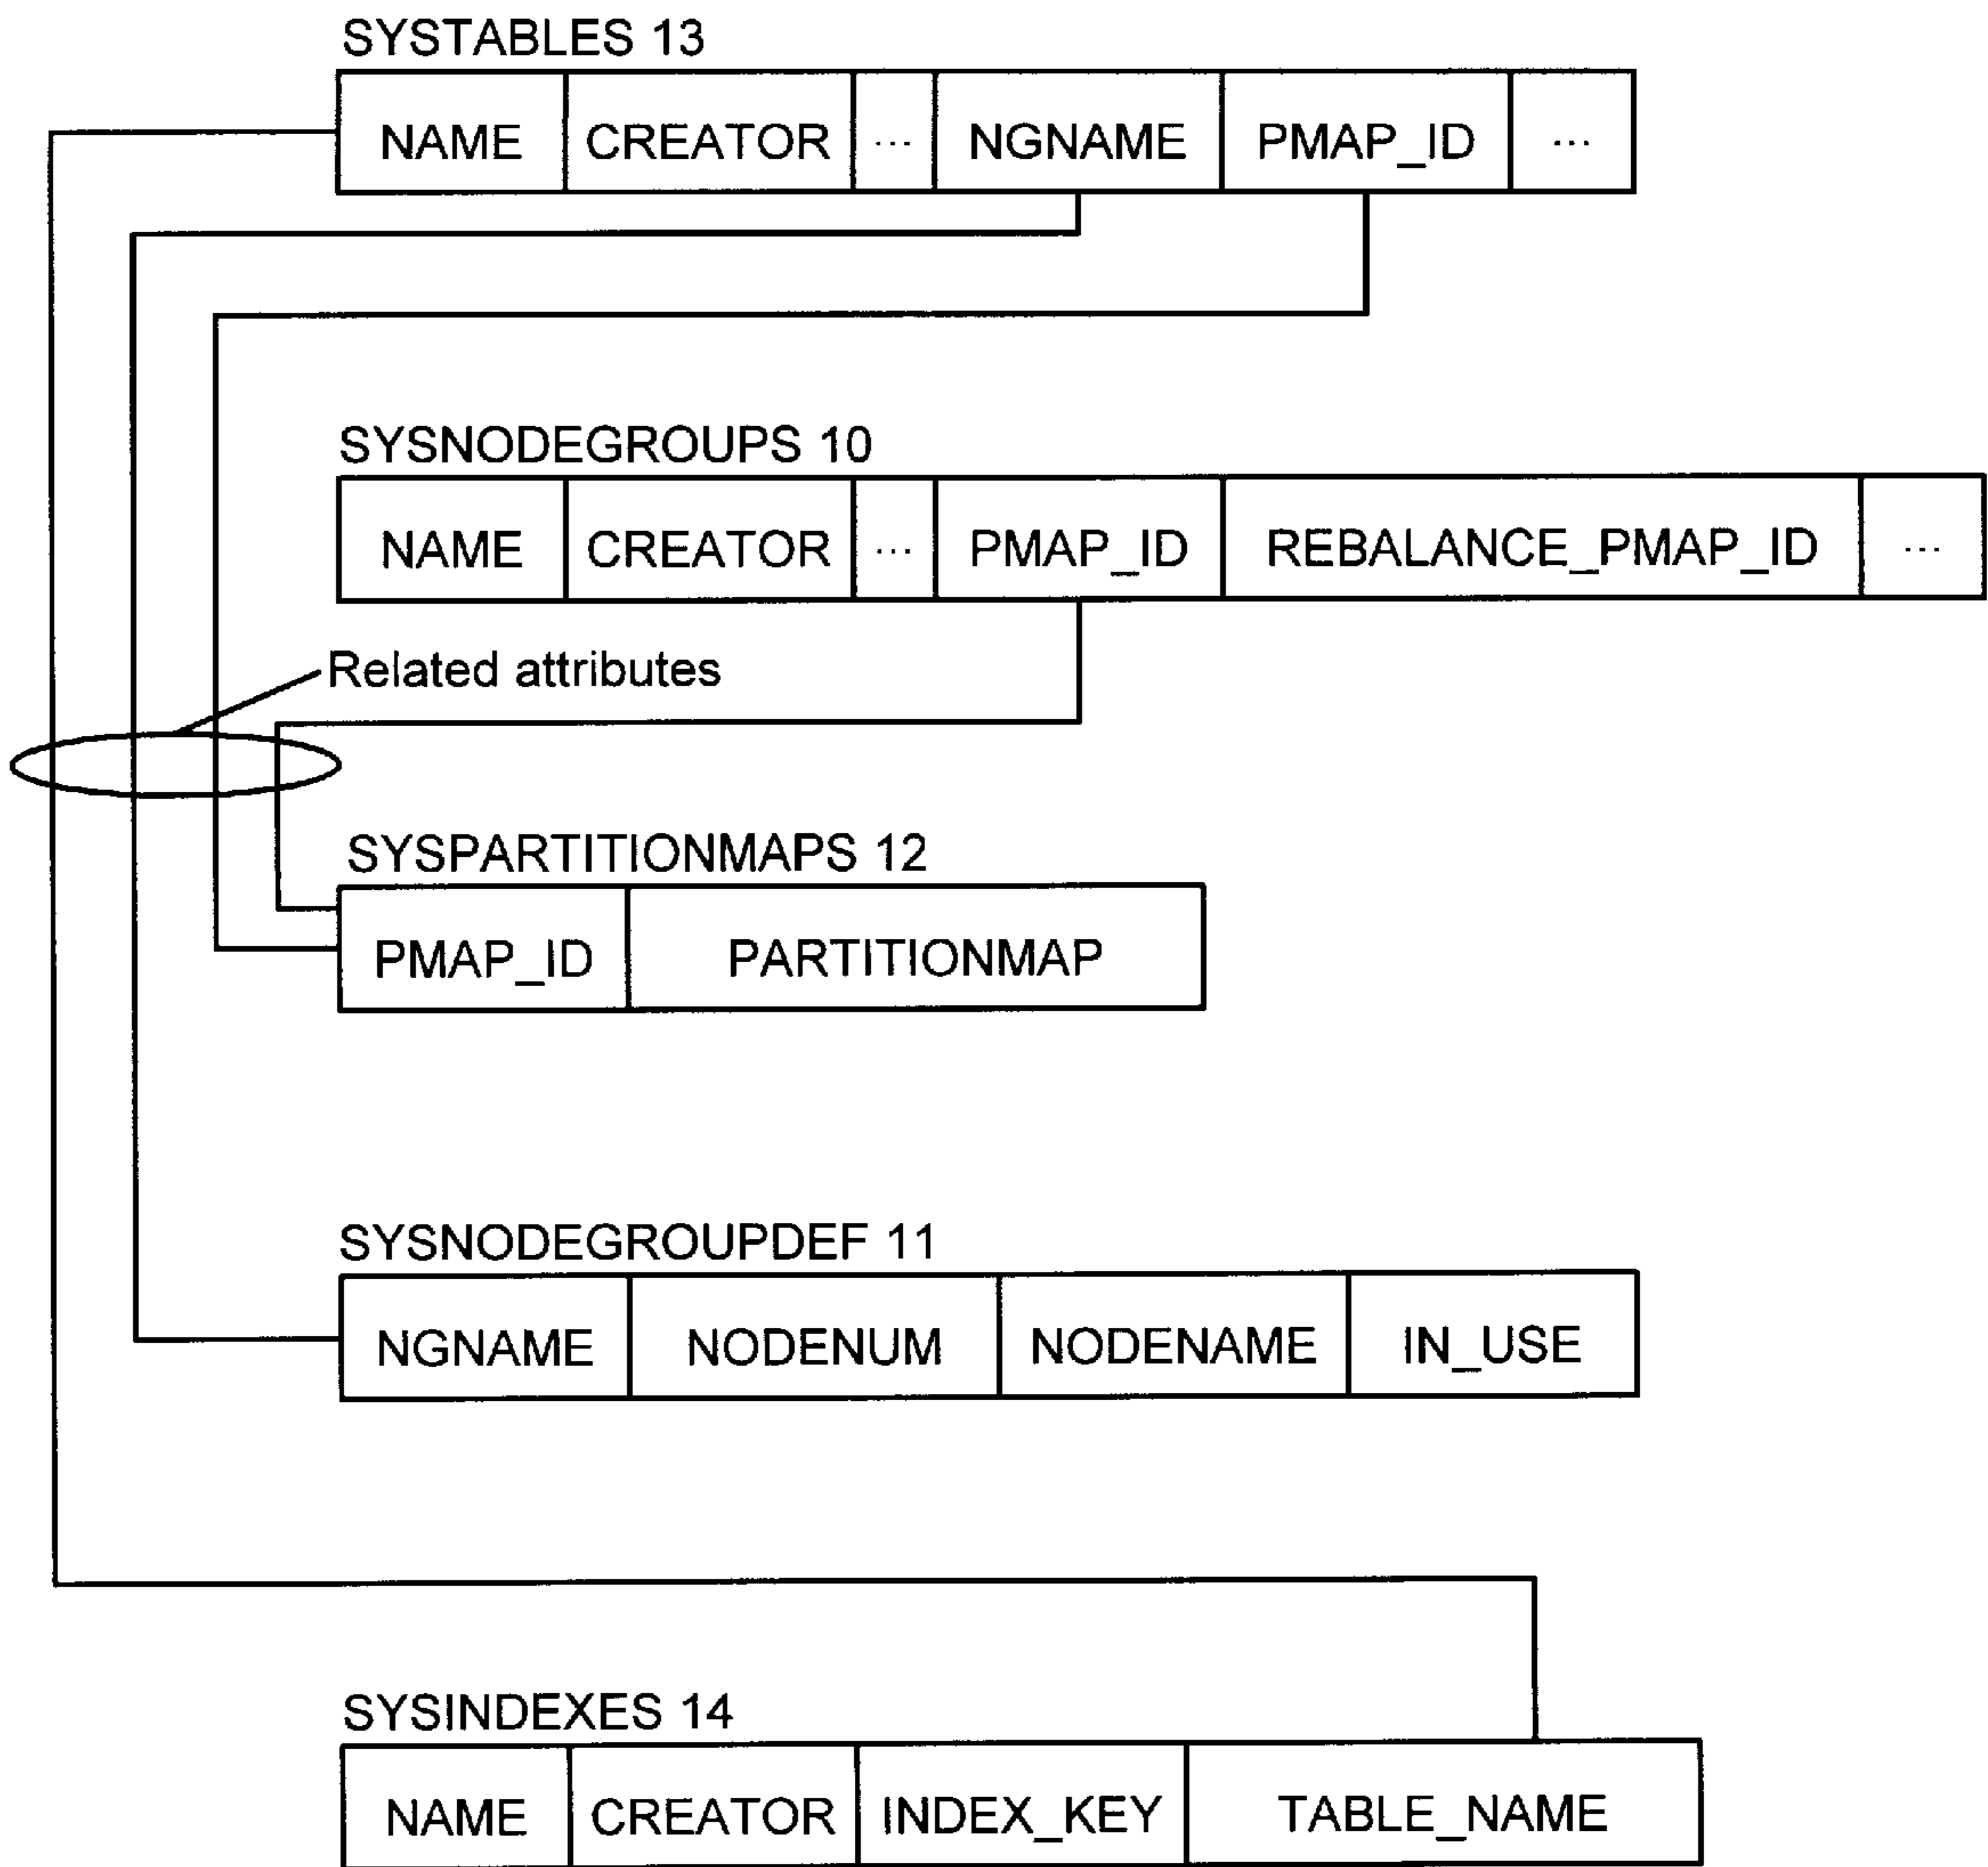 SYSTABLES 13
NAME CREATOR ... NGNAME PMAP_ID ...
SYSNODEGROUPS 10
NAME CREATOR ... PMAP_ID REBALANCE_PMAP_ID ...
Related attributes
SYSPARTITIONMAPS 12
PMAP_ID PARTITIONMAP
SYSNODEGROUPDEF 11
NGNAME NODENUM NODENAME IN_USE
SYSINDEXES 14
NAME CREATOR INDEX_KEY TABLE_NAME